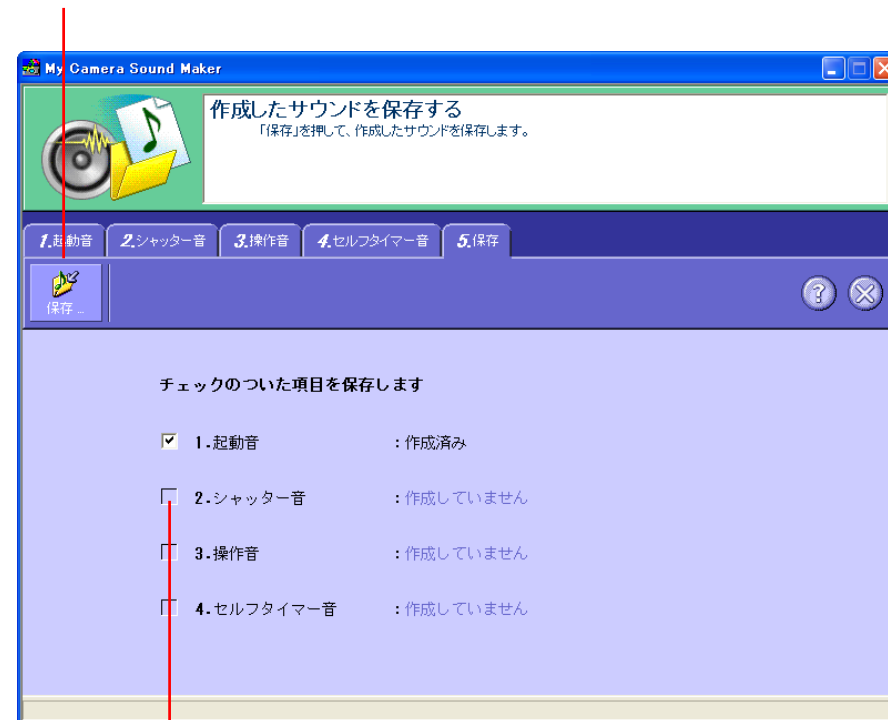 My Camera Sound Maker
作成したサウンドを保存する
「保存」を押して、作成したサウンドを保存します。
1.起動音 2.シャッター音 3.操作音 4.セルフタイマー音 5.保存
保存...
チェックのついた項目を保存します
1.起動音 :作成済み
2.シャッター音 :作成していません
3.操作音 :作成していません
4.セルフタイマー音 :作成していません